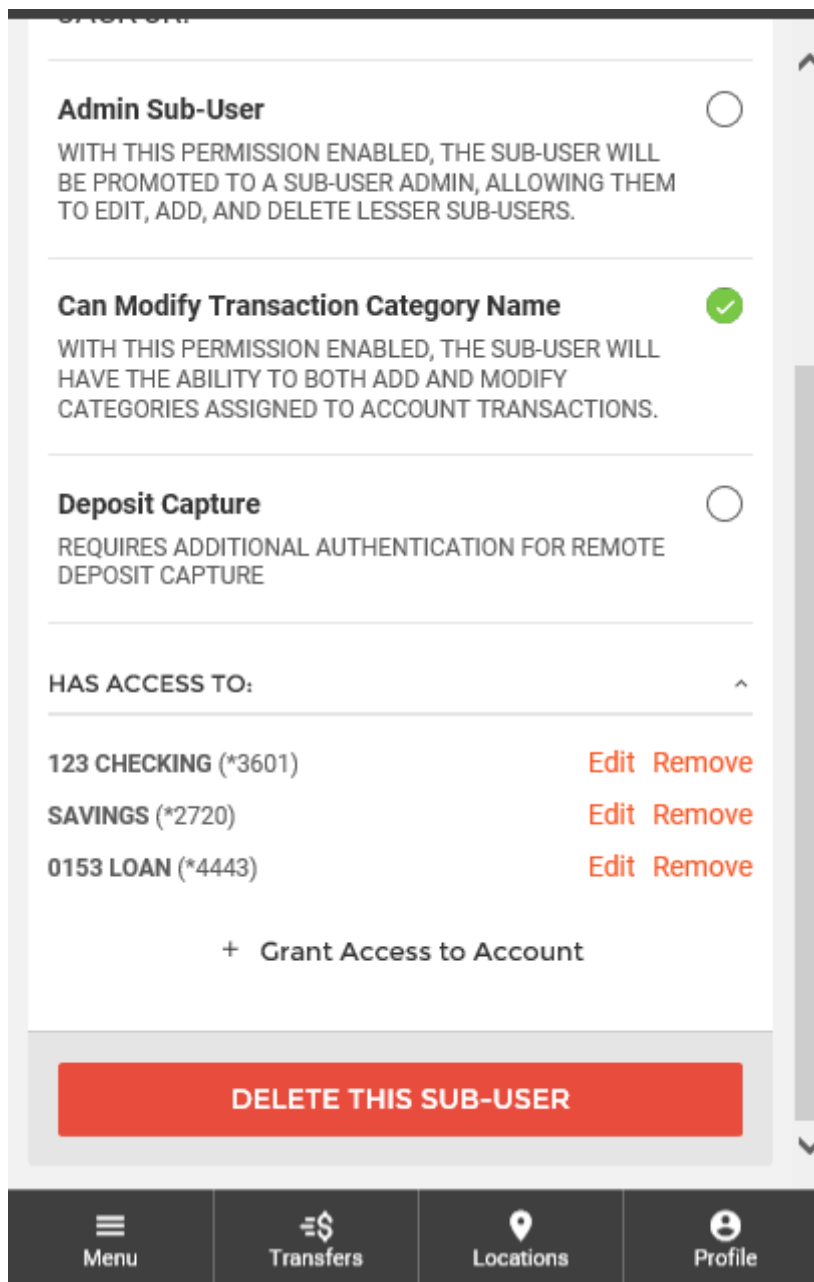 Admin Sub-User
WITH THIS PERMISSION ENABLED, THE SUB-USER WILL
BE PROMOTED TO A SUB-USER ADMIN, ALLOWING THEM
TO EDIT, ADD, AND DELETE LESSER SUB-USERS.
Can Modify Transaction Category Name
WITH THIS PERMISSION ENABLED, THE SUB-USER WILL
HAVE THE ABILITY TO BOTH ADD AND MODIFY
CATEGORIES ASSIGNED TO ACCOUNT TRANSACTIONS.
Deposit Capture
REQUIRES ADDITIONAL AUTHENTICATION FOR REMOTE
DEPOSIT CAPTURE
HAS ACCESS TO:
123 CHECKING (*3601) Edit Remove
SAVINGS (*2720) Edit Remove
0153 LOAN (*4443) Edit Remove
+ Grant Access to Account
DELETE THIS SUB-USER
Menu Transfers Locations Profile